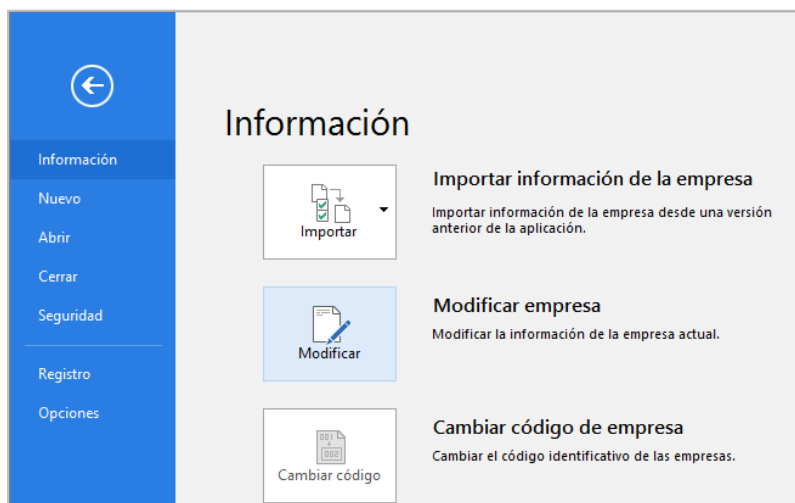 Información
Nuevo
Abrir
Cerrar
Seguridad
Registro
Opciones
Información
Importar
Importar información de la empresa
Importar información de la empresa desde una versión
anterior de la aplicación.
Modificar
Modificar empresa
Modificar la información de la empresa actual.
001
002
Cambiar código
Cambiar código de empresa
Cambiar el código identificativo de las empresas.